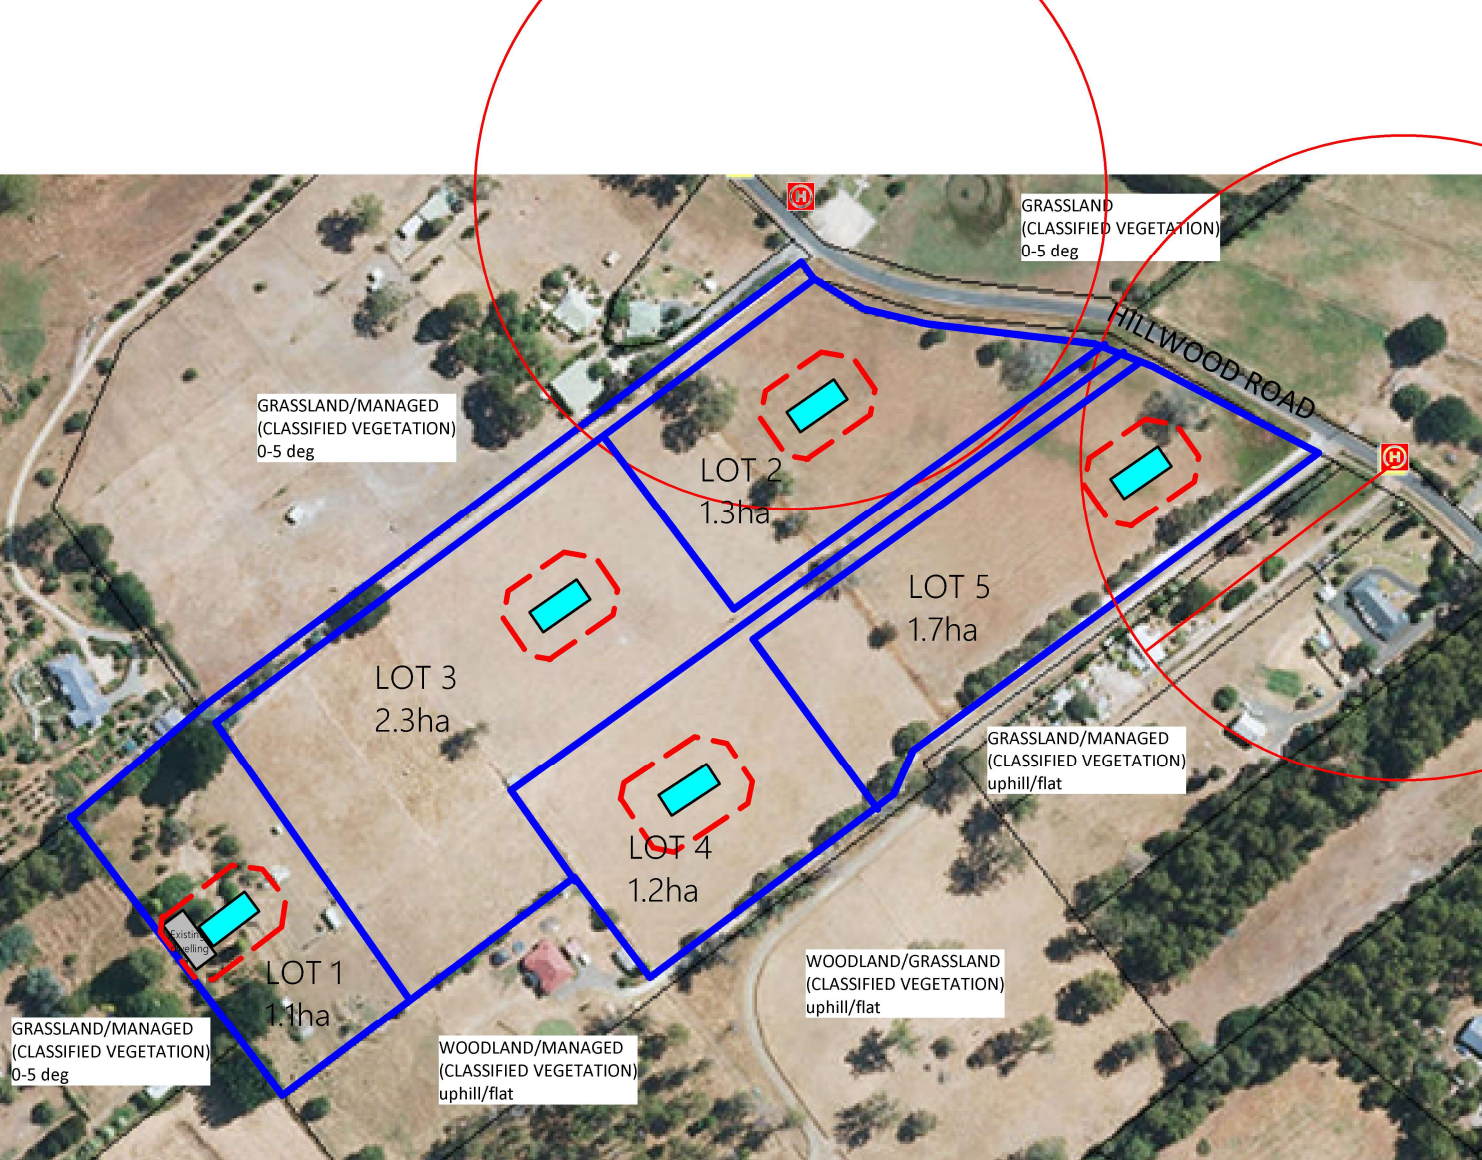 H
GRASSLAND
(CLASSIFIED VEGETATION)
0-5 deg
HILLWOOD ROAD
GRASSLAND/MANAGED
(CLASSIFIED VEGETATION)
0-5 deg
H
LOT 2
1.3ha
LOT 5
1.7ha
LOT 3
2.3ha
GRASSLAND/MANAGED
(CLASSIFIED VEGETATION)
uphill/flat
LOT 4
1.2ha
Existing
dwelling
LOT 1
1.1ha
WOODLAND/GRASSLAND
(CLASSIFIED VEGETATION)
uphill/flat
GRASSLAND/MANAGED
(CLASSIFIED VEGETATION)
0-5 deg
WOODLAND/MANAGED
(CLASSIFIED VEGETATION)
uphill/flat